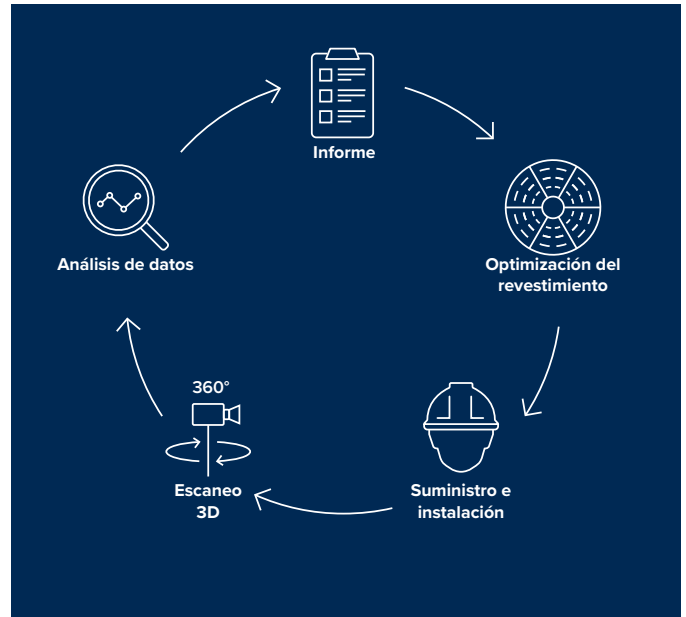 Informe
Análisis de datos
Optimización del
revestimiento
360°
Escaneo
3D
Suministro e
instalación